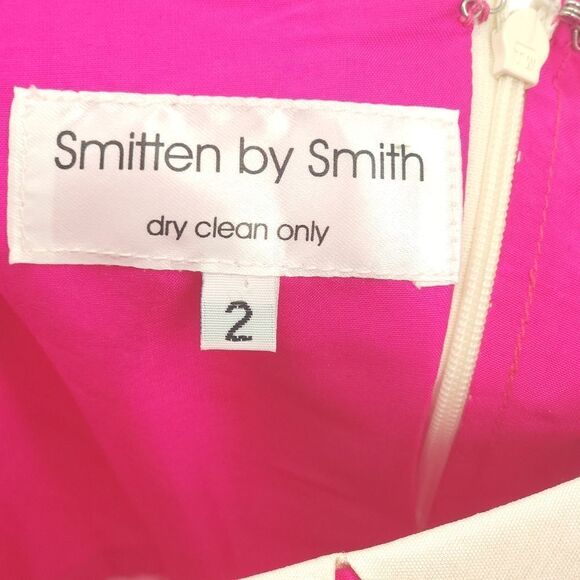 Smitten by Smith
dry clean only
2